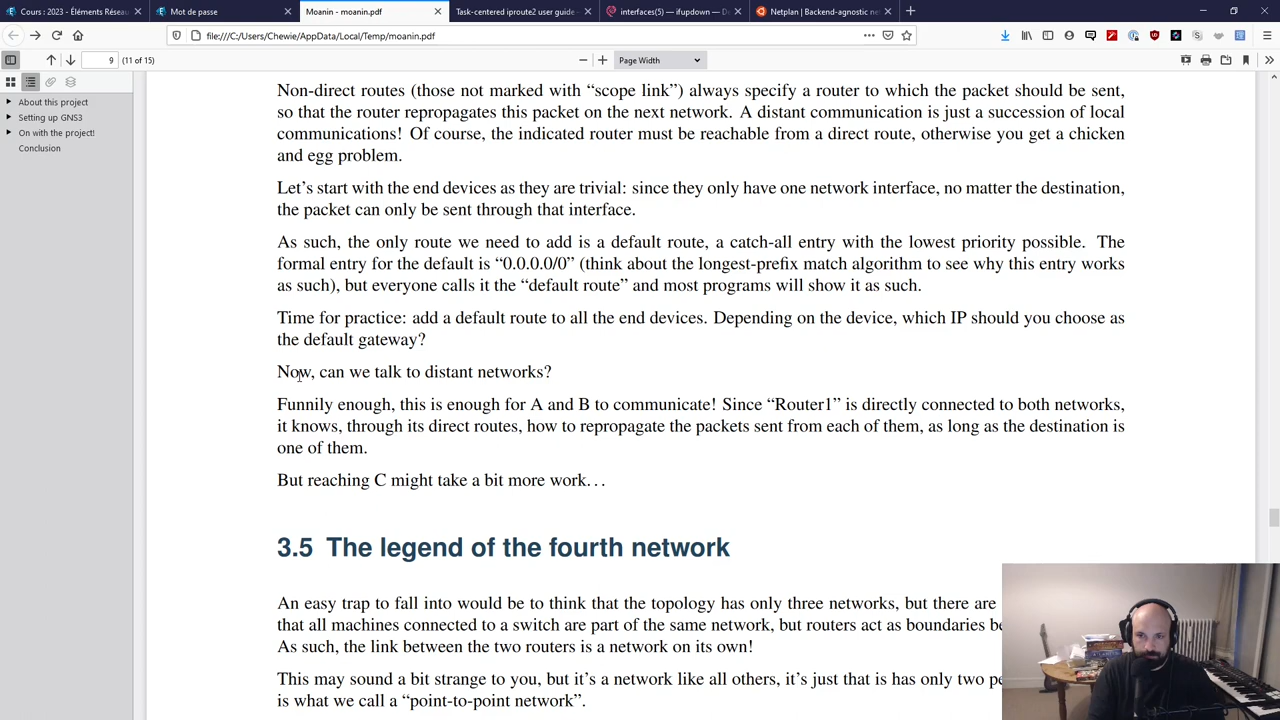 Cours : 2023 - Éléments Réseau
Mot de passe
Moanin - moanin.pdf
Task-centered iproute2 user guide
interfaces(5) — ifupdown — De
Netplan | Backend-agnostic net
file:///C:/Users/Chewie/AppData/Local/Temp/moanin.pdf
9 (11 of 15)
Page Width
About this project
Setting up GNS3
On with the project!
Conclusion
Non-direct routes (those not marked with “scope link”) always specify a router to which the packet should be sent,
so that the router repropagates this packet on the next network. A distant communication is just a succession of local
communications! Of course, the indicated router must be reachable from a direct route, otherwise you get a chicken
and egg problem.
Let’s start with the end devices as they are trivial: since they only have one network interface, no matter the destination,
the packet can only be sent through that interface.
As such, the only route we need to add is a default route, a catch-all entry with the lowest priority possible. The
formal entry for the default is “0.0.0.0/0” (think about the longest-prefix match algorithm to see why this entry works
as such), but everyone calls it the “default route” and most programs will show it as such.
Time for practice: add a default route to all the end devices. Depending on the device, which IP should you choose as
the default gateway?
Now, can we talk to distant networks?
Funnily enough, this is enough for A and B to communicate! Since “Router1” is directly connected to both networks,
it knows, through its direct routes, how to repropagate the packets sent from each of them, as long as the destination is
one of them.
But reaching C might take a bit more work…
3.5 The legend of the fourth network
An easy trap to fall into would be to think that the topology has only three networks, but there are
that all machines connected to a switch are part of the same network, but routers act as boundaries be
As such, the link between the two routers is a network on its own!
This may sound a bit strange to you, but it’s a network like all others, it’s just that is has only two pe
is what we call a “point-to-point network”.